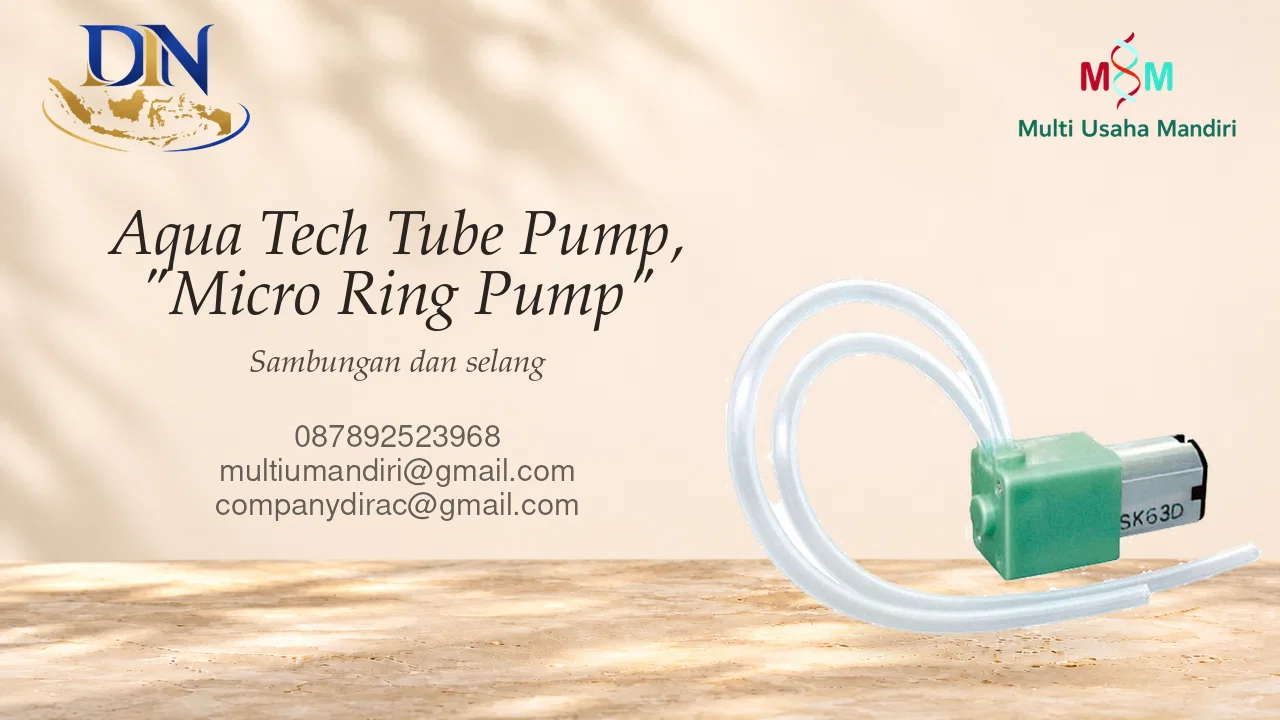 DIN
M M
Multi Usaha Mandiri
Aqua Tech Tube Pump,
"Micro Ring Pump"
Sambungan dan selang
087892523968
multiumandiri@gmail.com
companydirac@gmail.com
SK63D